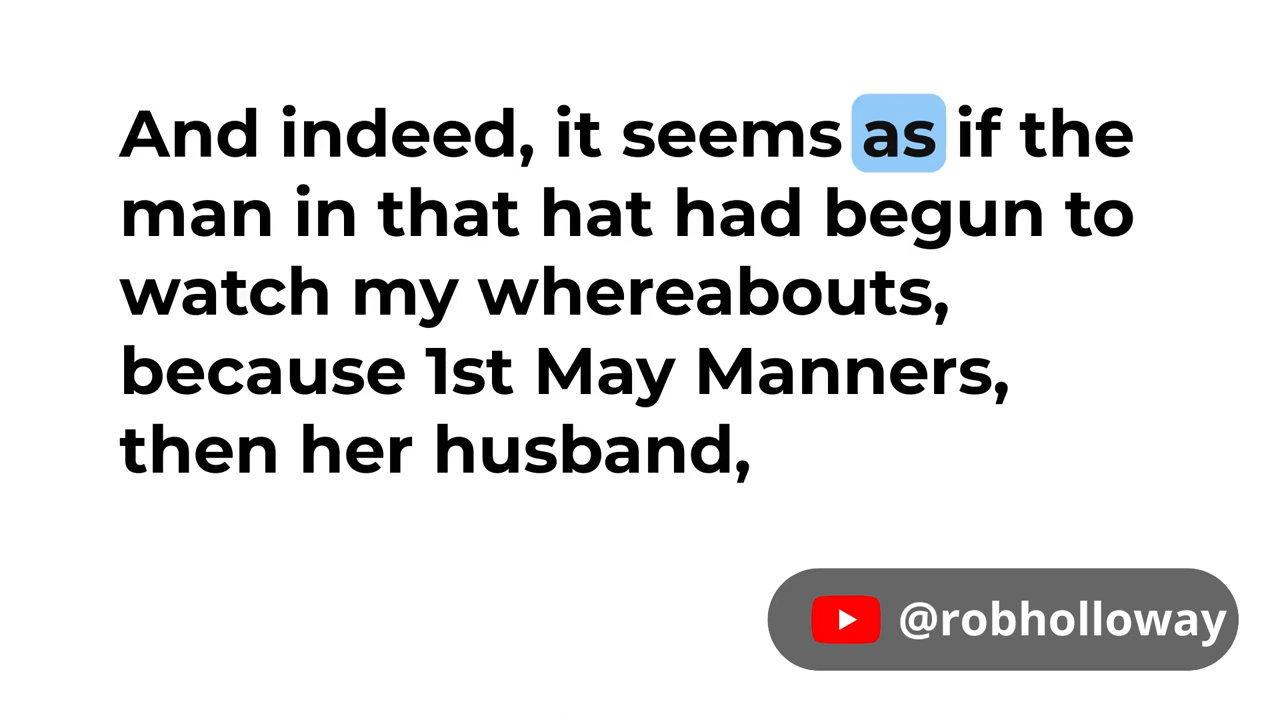 And indeed, it seems as if the
man in that hat had begun to
watch my whereabouts,
because 1st May Manners,
then her husband,
@robholloway